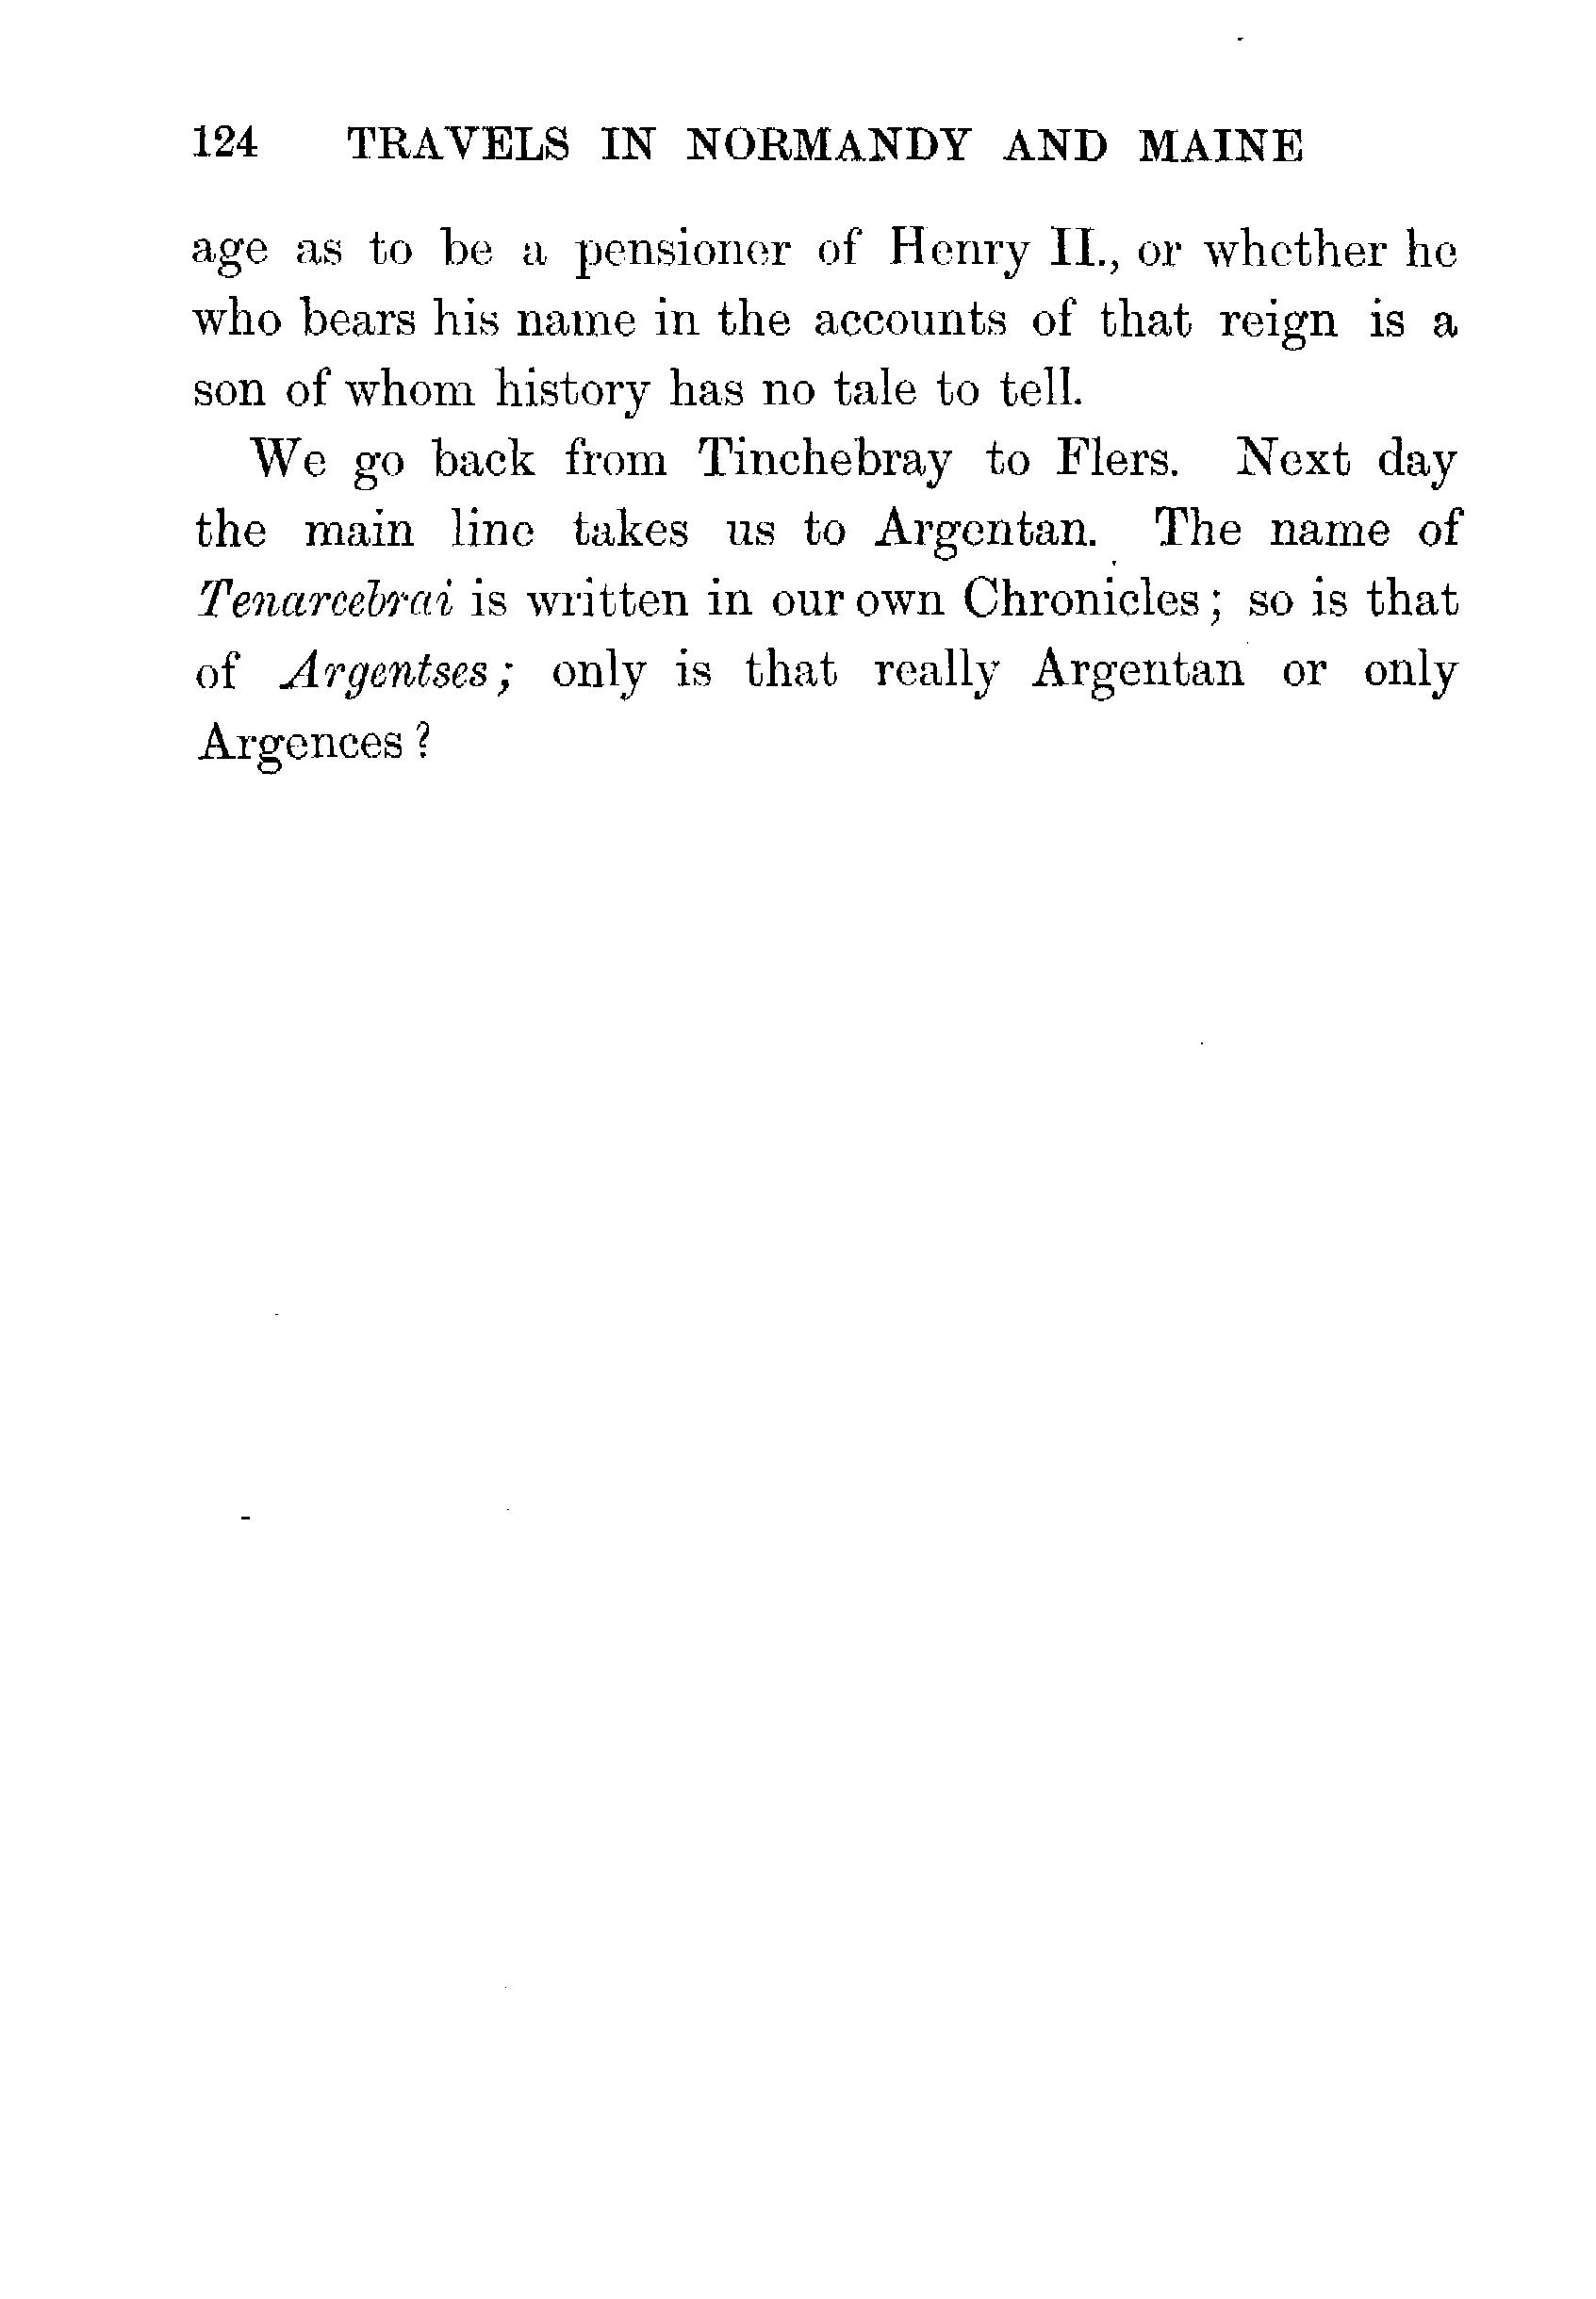 124 TRAVELS IN NORMANDY AND MAINE
age as to be a pensioner of Henry II., or whether he
who bears his name in the accounts of that reign is a
son of whom history has no tale to tell.
We go back from Tinchebray to Flers. Next day
the main line takes us to Argentan. The name of
Tenarcebrai is written in our own Chronicles; so is that
of Argentses; only is that really Argentan or only
Argences?